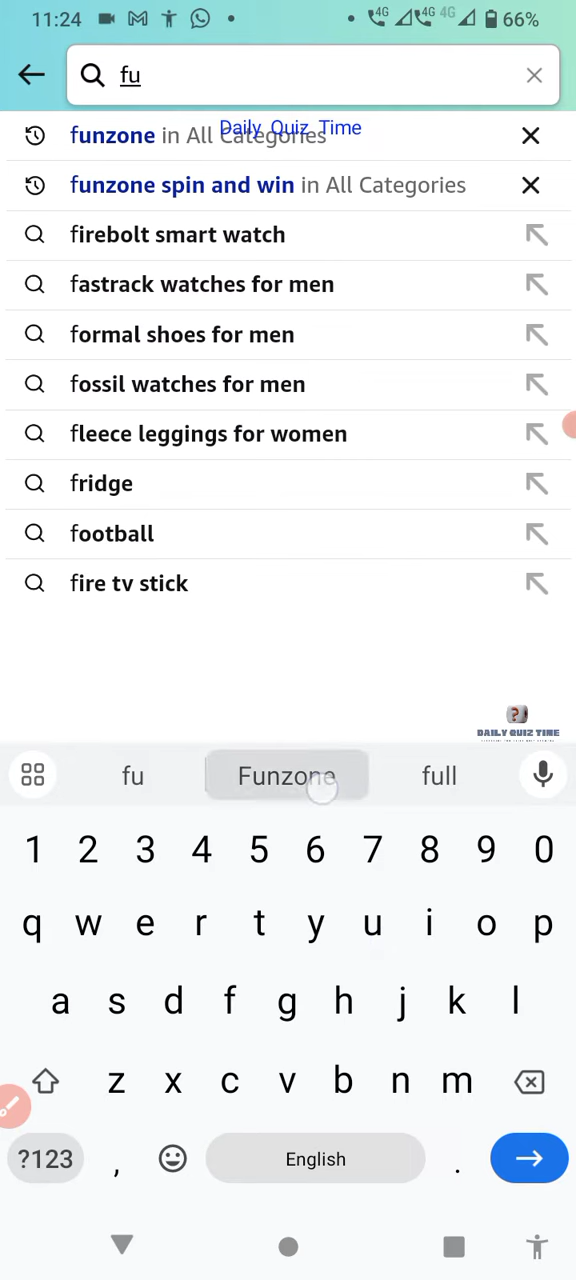 11:24 4G 4G 4G 66%
fu
Daily Quiz Time
funzone in All Categories
funzone spin and win in All Categories
firebolt smart watch
fastrack watches for men
formal shoes for men
fossil watches for men
fleece leggings for women
fridge
football
fire tv stick
DAILY QUIZ TIME
fu Funzone full
1 2 3 4 5 6 7 8 9 0
q w e r t y u i o p
a s d f g h j k l
z x c v b n m
?123 , English .